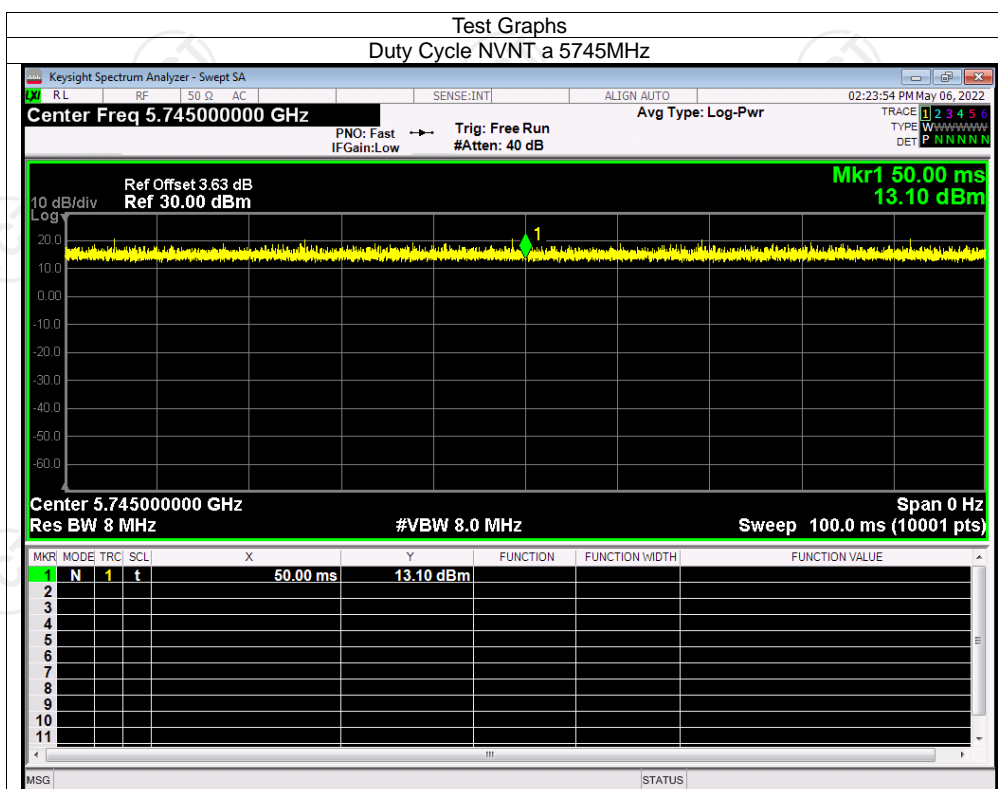 Test Graphs
Duty Cycle NVNT a 5745MHz
Keysight Spectrum Analyzer - Swept SA
LXI RL RF 50 Ω AC SENSE:INT ALIGN AUTO 02:23:54 PM May 06, 2022
Center Freq 5.745000000 GHz Avg Type: Log-Pwr TRACE 1 2 3 4 5 6
PNO: Fast Trig: Free Run TYPE WWWWWW
IFGain:Low #Atten: 40 dB DET P N N N N N
Mkr1 50.00 ms
Ref Offset 3.63 dB
10 dB/div Ref 30.00 dBm 13.10 dBm
Log
1
20.0
10.0
0.00
-10.0
-20.0
-30.0
-40.0
-50.0
-60.0
Center 5.745000000 GHz Span 0 Hz
Res BW 8 MHz #VBW 8.0 MHz Sweep 100.0 ms (10001 pts)
MKR MODE TRC SCL X Y FUNCTION FUNCTION WIDTH FUNCTION VALUE
1 N 1 t 50.00 ms 13.10 dBm
2
3
4
5
6
7
8
9
10
11
MSG STATUS